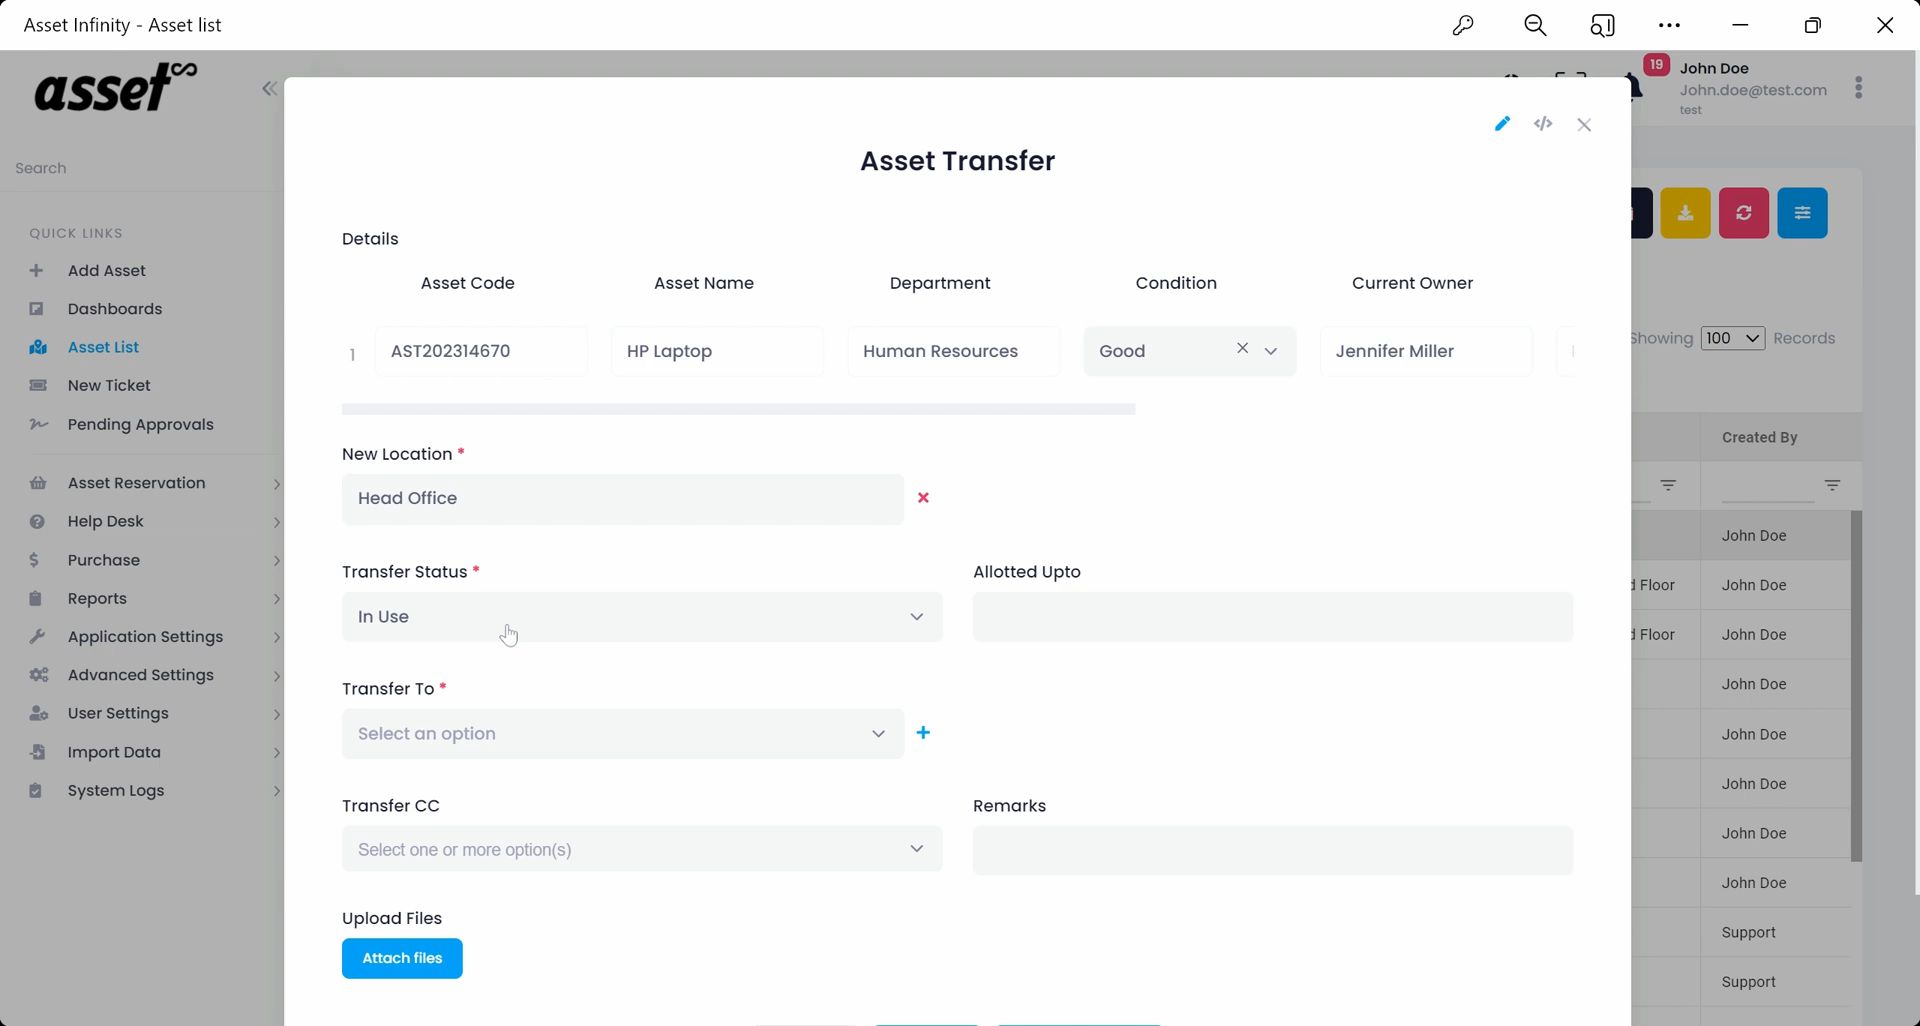 Asset Infinity - Asset list
asset∞
19
John Doe
John.doe@test.com
test
Search
QUICK LINKS
Add Asset
Dashboards
Asset List
New Ticket
Pending Approvals
Asset Reservation
Help Desk
Purchase
Reports
Application Settings
Advanced Settings
User Settings
Import Data
System Logs
Asset Transfer
Details
Asset Code Asset Name Department Condition Current Owner
1 AST202314670 HP Laptop Human Resources Good Jennifer Miller
New Location *
Head Office
Transfer Status * Allotted Upto
In Use
Transfer To *
Select an option
Transfer CC Remarks
Select one or more option(s)
Upload Files
Attach files
Showing 100 Records
Created By
John Doe
Floor John Doe
Floor John Doe
John Doe
John Doe
John Doe
John Doe
John Doe
Support
Support